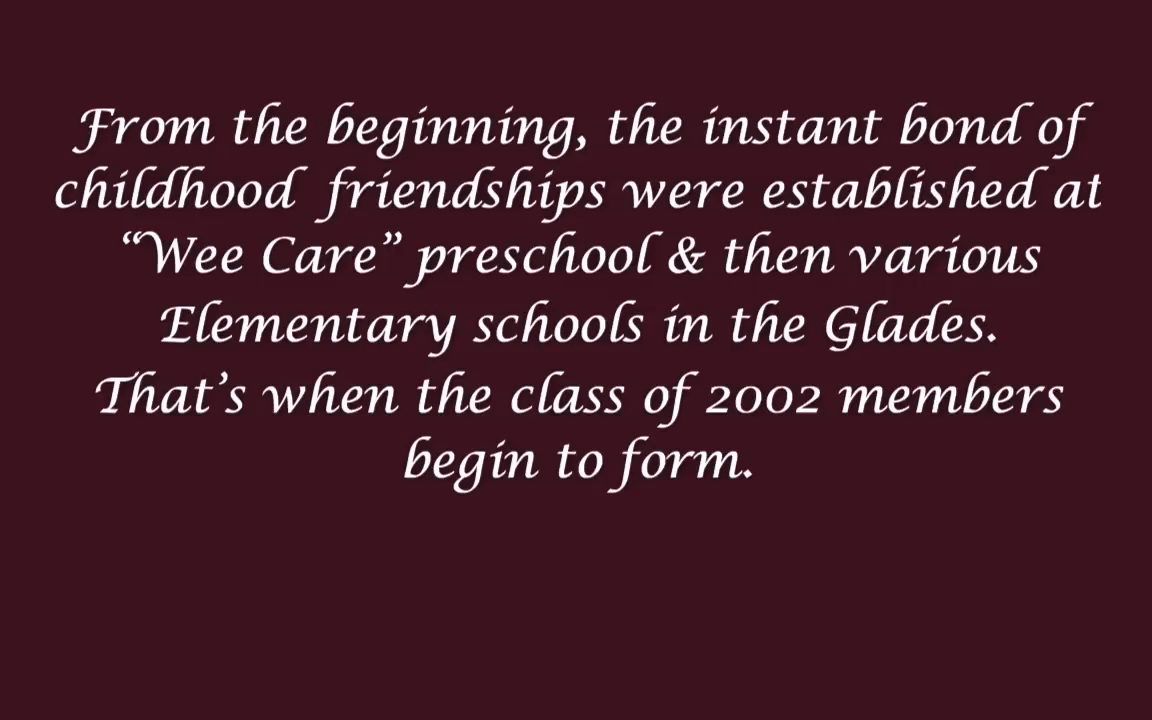 From the beginning, the instant bond of
childhood friendships were established at
“Wee Care” preschool & then various
Elementary schools in the Glades.
That’s when the class of 2002 members
begin to form.